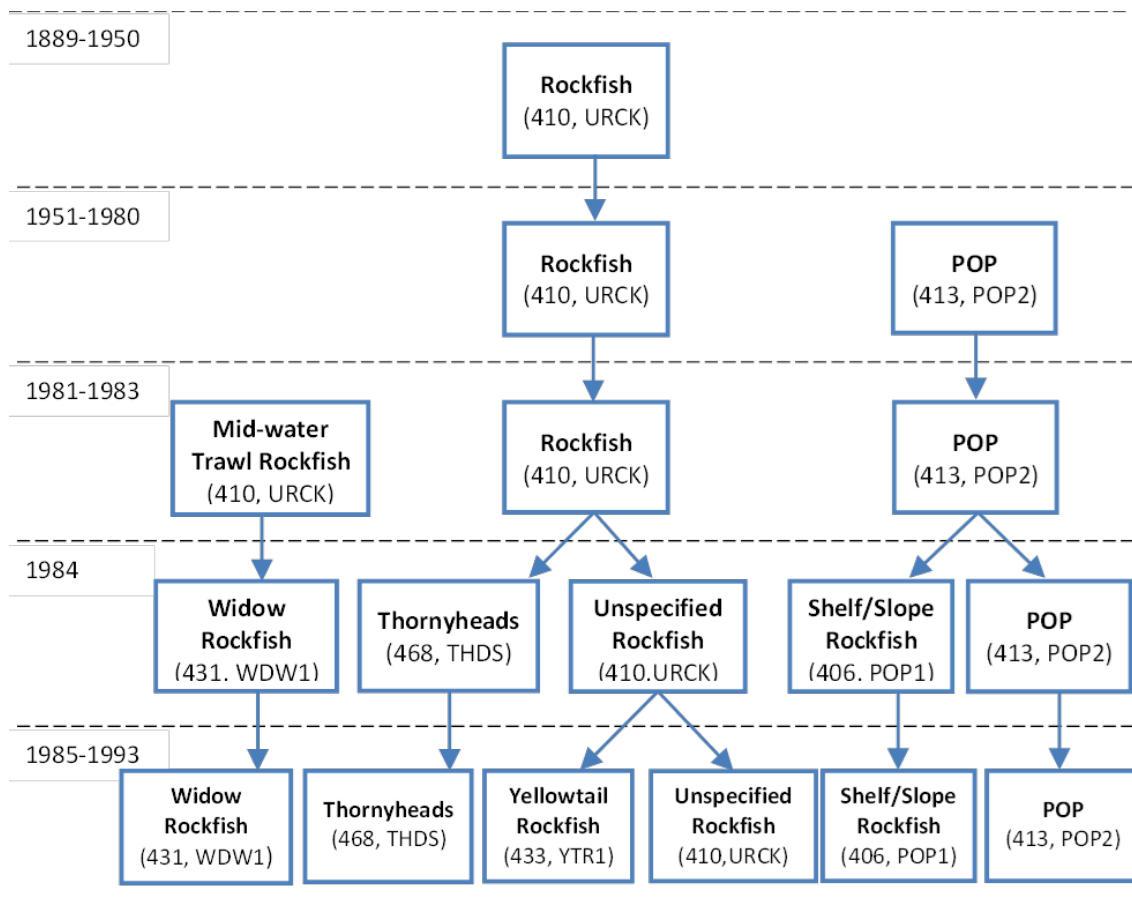 1889-1950
Rockfish
(410, URCK)
1951-1980
Rockfish
(410, URCK)
POP
(413, POP2)
1981-1983
Mid-water
Trawl Rockfish
(410, URCK)
Rockfish
(410, URCK)
POP
(413, POP2)
1984
Widow
Rockfish
(431. WDW1)
Thornyheads
(468, THDS)
Unspecified
Rockfish
(410.URCK)
Shelf/Slope
Rockfish
(406. POP1)
POP
(413, POP2)
1985-1993
Widow
Rockfish
(431, WDW1)
Thornyheads
(468, THDS)
Yellowtail
Rockfish
(433, YTR1)
Unspecified
Rockfish
(410,URCK)
Shelf/Slope
Rockfish
(406, POP1)
POP
(413, POP2)